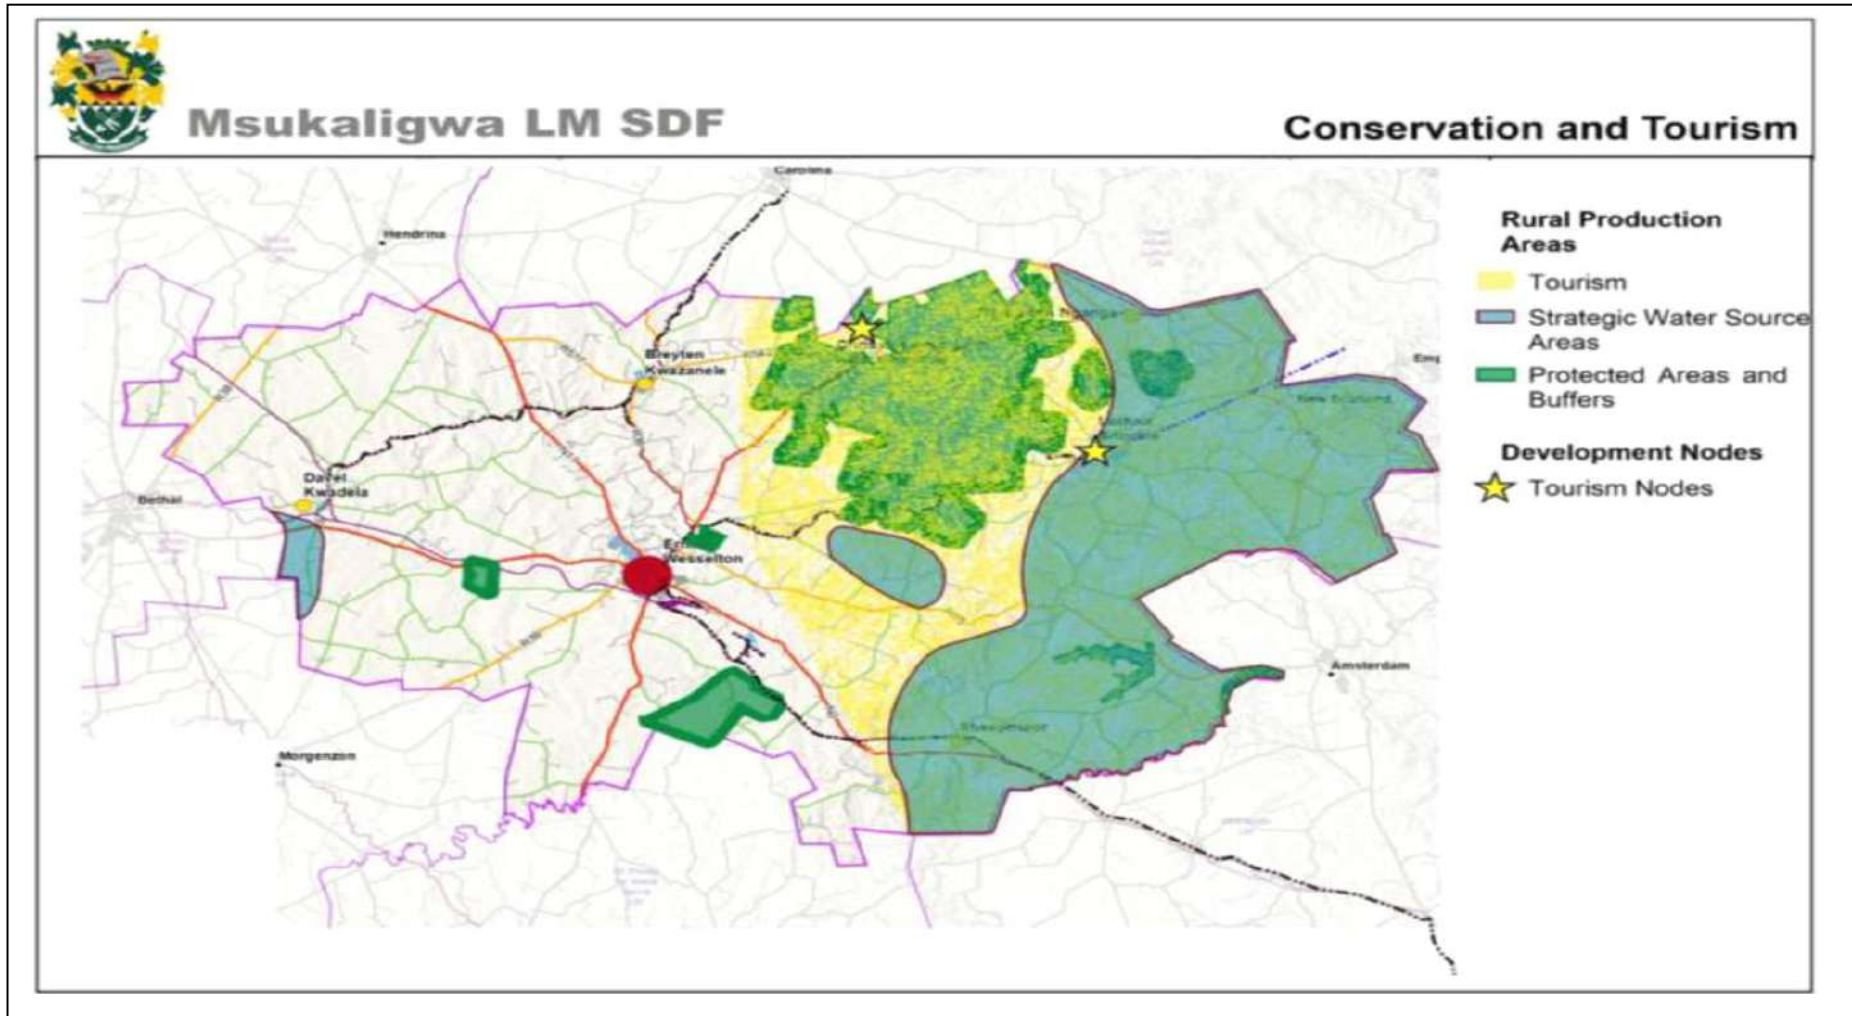 Msukaligwa LM SDF
Conservation and Tourism
Carolina
Hendrina
Breyten
Kwazanele
Davel
Kwadela
Bethal
Wesselton
New Scotland
Amsterdam
Morgenzon
Rural Production
Areas
Tourism
Strategic Water Source
Areas
Protected Areas and
Buffers
Development Nodes
Tourism Nodes